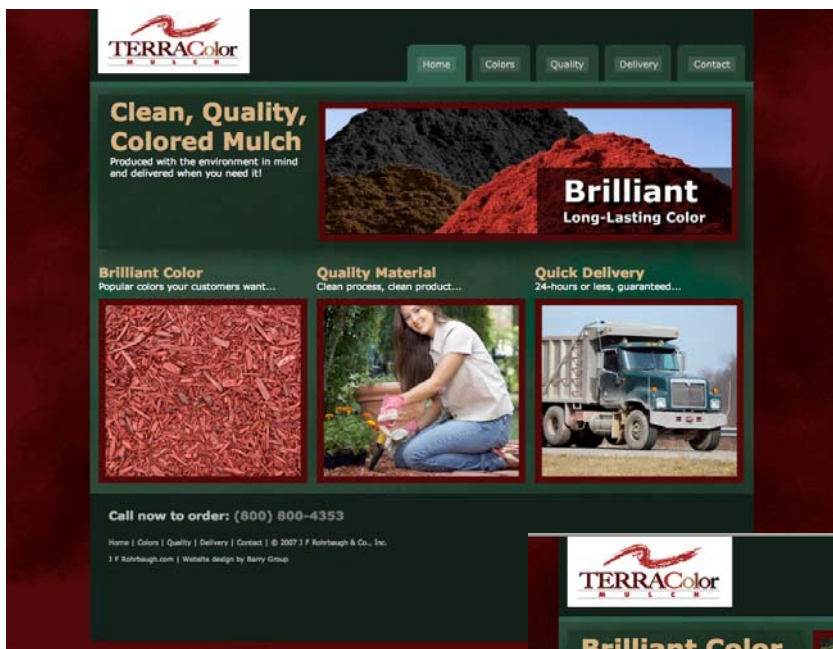 TERRAColor
MULCH
Home
Colors
Quality
Delivery
Contact
Clean, Quality,
Colored Mulch
Produced with the environment in mind
and delivered when you need it!
Brilliant
Long-Lasting Color
Brilliant Color
Popular colors your customers want...
Quality Material
Clean process, clean product...
Quick Delivery
24-hours or less, guaranteed...
Call now to order: (800) 800-4353
Home | Colors | Quality | Delivery | Contact | © 2007 J F Rohrbaugh & Co., Inc.
J F Rohrbaugh.com | Website design by Barry Group
TERRAColor
MULCH
Brilliant Color